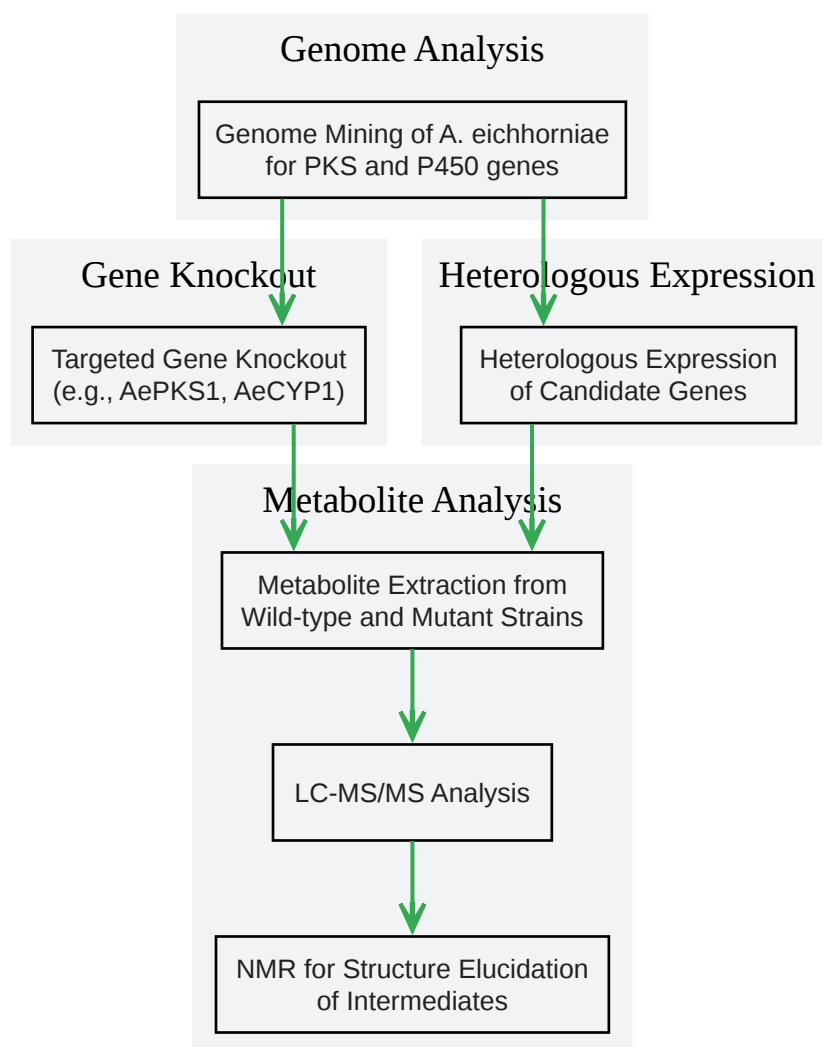 Genome Analysis
Genome Mining of A. eichhorniae
for PKS and P450 genes
Gene Knockout
Targeted Gene Knockout
(e.g., AePKS1, AeCYP1)
Heterologous Expression
Heterologous Expression
of Candidate Genes
Metabolite Analysis
Metabolite Extraction from
Wild-type and Mutant Strains
LC-MS/MS Analysis
NMR for Structure Elucidation
of Intermediates